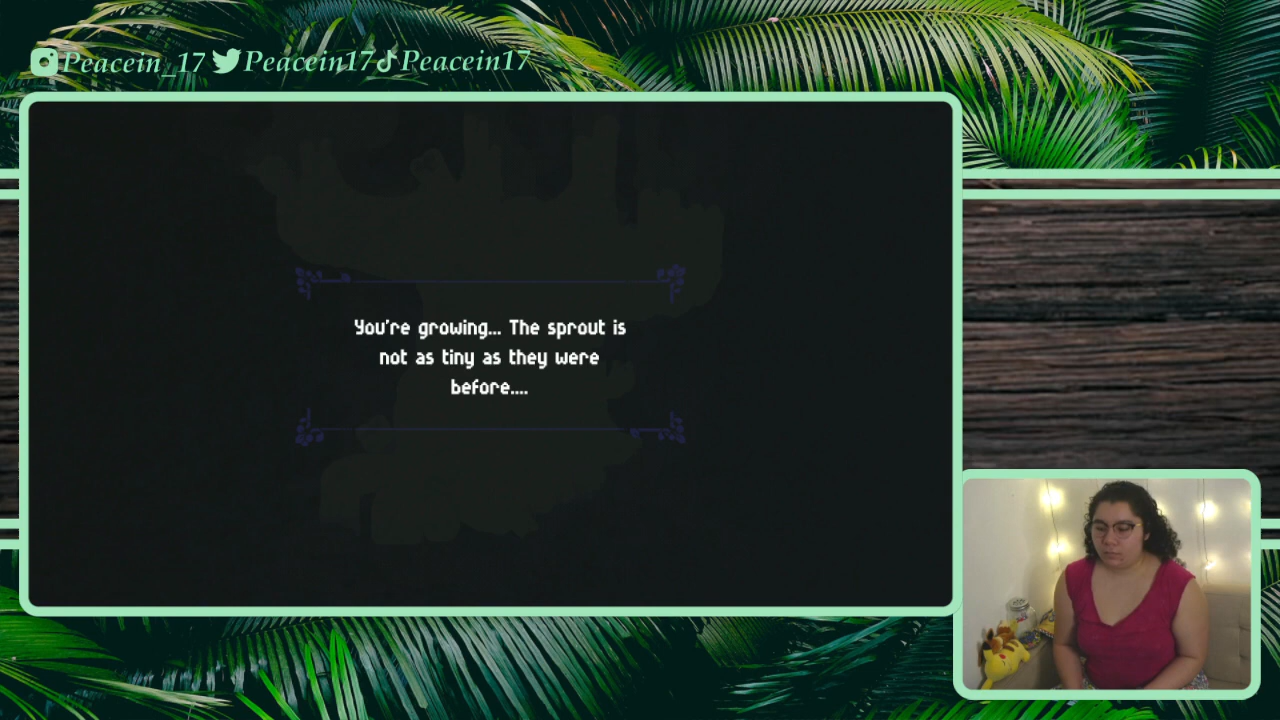 Peacein_17 Peacein17 Peacein17
You're growing... The sprout is
not as tiny as they were
before....